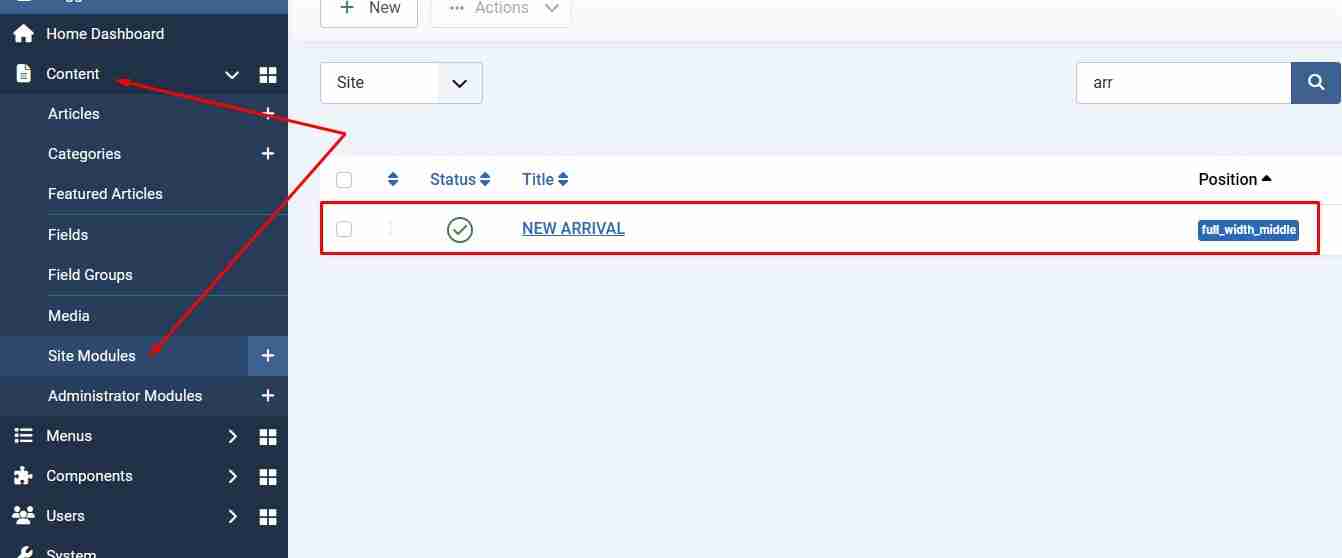 New
Actions
Home Dashboard
Content
Site
arr
Articles
Categories
Status
Title
Position
Featured Articles
NEW ARRIVAL
full_width_middle
Fields
Field Groups
Media
Site Modules
Administrator Modules
Menus
Components
Users
System